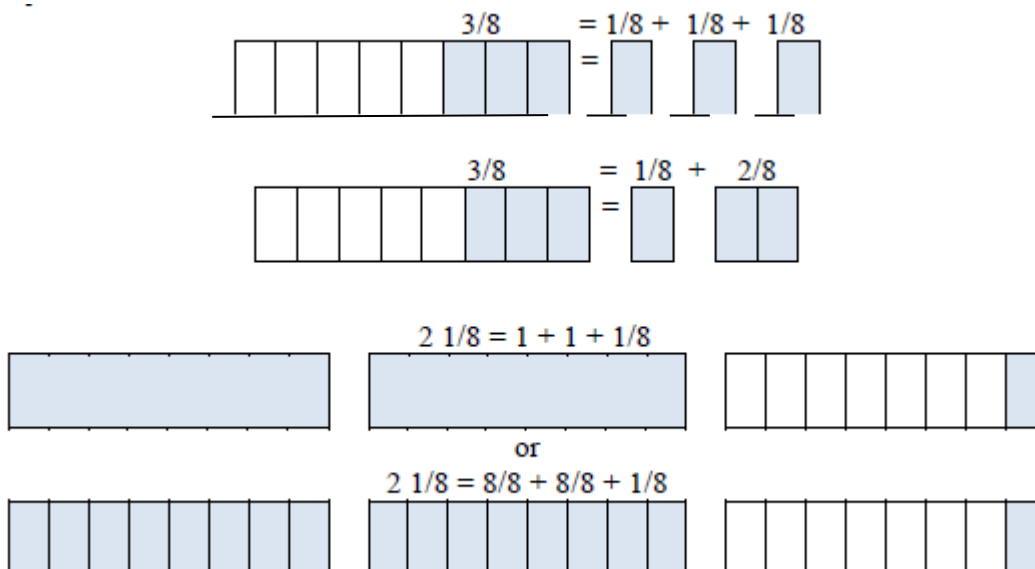 3/8 = 1/8 + 1/8 + 1/8
=
3/8 = 1/8 + 2/8
=
2 1/8 = 1 + 1 + 1/8
or
2 1/8 = 8/8 + 8/8 + 1/8